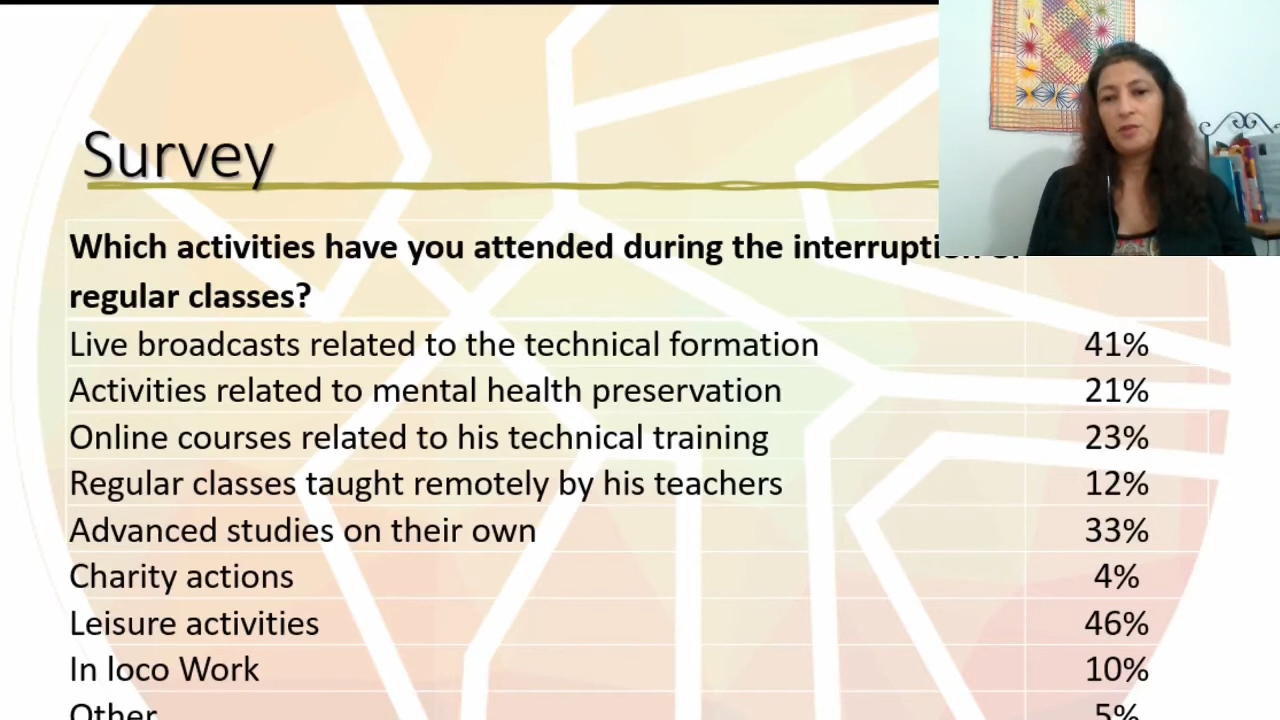 Survey
Which activities have you attended during the interruption
regular classes?
Live broadcasts related to the technical formation 41%
Activities related to mental health preservation 21%
Online courses related to his technical training 23%
Regular classes taught remotely by his teachers 12%
Advanced studies on their own 33%
Charity actions 4%
Leisure activities 46%
In loco Work 10%
Other 5%